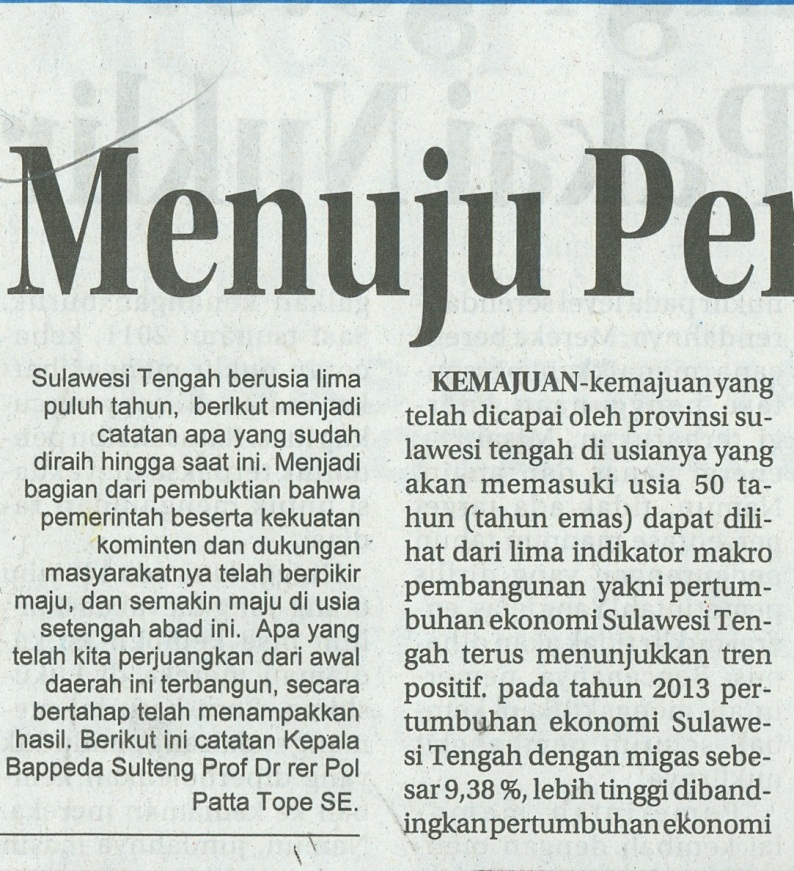 Menuju Per
Sulawesi Tengah berusia lima
puluh tahun, berikut menjadi
catatan apa yang sudah
diraih hingga saat ini. Menjadi
bagian dari pembuktian bahwa
pemerintah beserta kekuatan
kominten dan dukungan
masyarakatnya telah berpikir
maju, dan semakin maju di usia
setengah abad ini. Apa yang
telah kita perjuangkan dari awal
daerah ini terbangun, secara
bertahap telah menampakkan
hasil. Berikut ini catatan Kepala
Bappeda Sulteng Prof Dr rer Pol
Patta Tope SE.
KEMAJUAN-kemajuan yang
telah dicapai oleh provinsi su-
lawesi tengah di usianya yang
akan memasuki usia 50 ta-
hun (tahun emas) dapat dili-
hat dari lima indikator makro
pembangunan yakni pertum-
buhan ekonomi Sulawesi Ten-
gah terus menunjukkan tren
positif. pada tahun 2013 per-
tumbuhan ekonomi Sulawe-
si Tengah dengan migas sebe-
sar 9,38 %, lebih tinggi diband-
ingkan pertumbuhan ekonomi